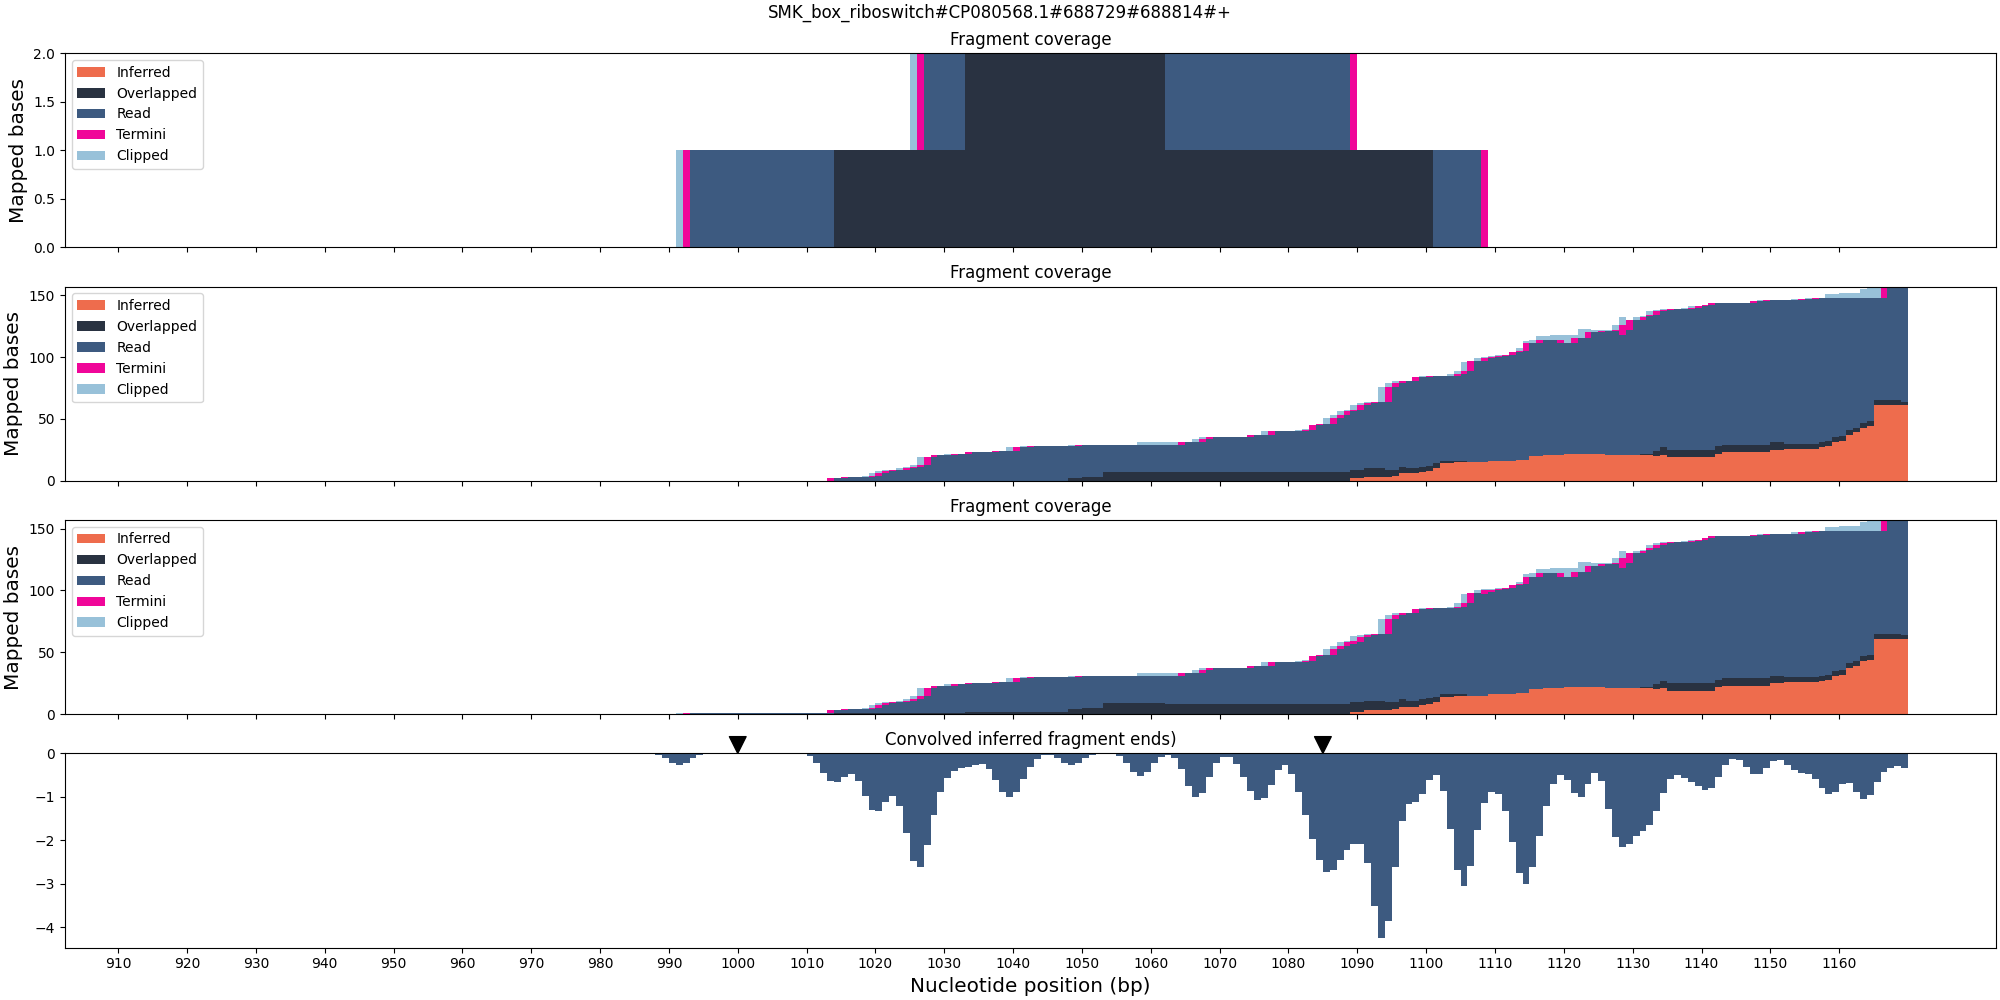 SMK_box_riboswitch#CP080568.1#688729#688814#+
Fragment coverage
Mapped bases
2.0
1.5
1.0
0.5
0.0
Inferred
Overlapped
Read
Termini
Clipped
Fragment coverage
Mapped bases
150
100
50
0
Inferred
Overlapped
Read
Termini
Clipped
Fragment coverage
Mapped bases
150
100
50
0
Inferred
Overlapped
Read
Termini
Clipped
Convolved inferred fragment ends)
0
−1
−2
−3
−4
910 920 930 940 950 960 970 980 990 1000 1010 1020 1030 1040 1050 1060 1070 1080 1090 1100 1110 1120 1130 1140 1150 1160
Nucleotide position (bp)